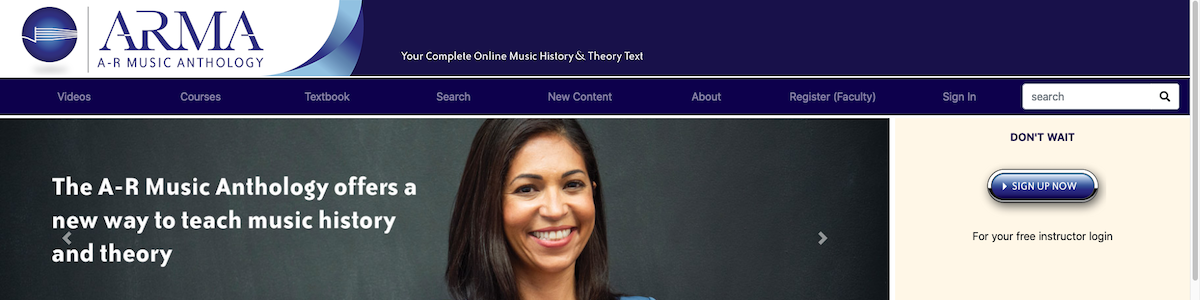 ARMA
A-R MUSIC ANTHOLOGY
Your Complete Online Music History & Theory Text
Videos
Courses
Textbook
Search
New Content
About
Register (Faculty)
Sign In
search
The A-R Music Anthology offers a
new way to teach music history
and theory
DON'T WAIT
SIGN UP NOW
For your free instructor login